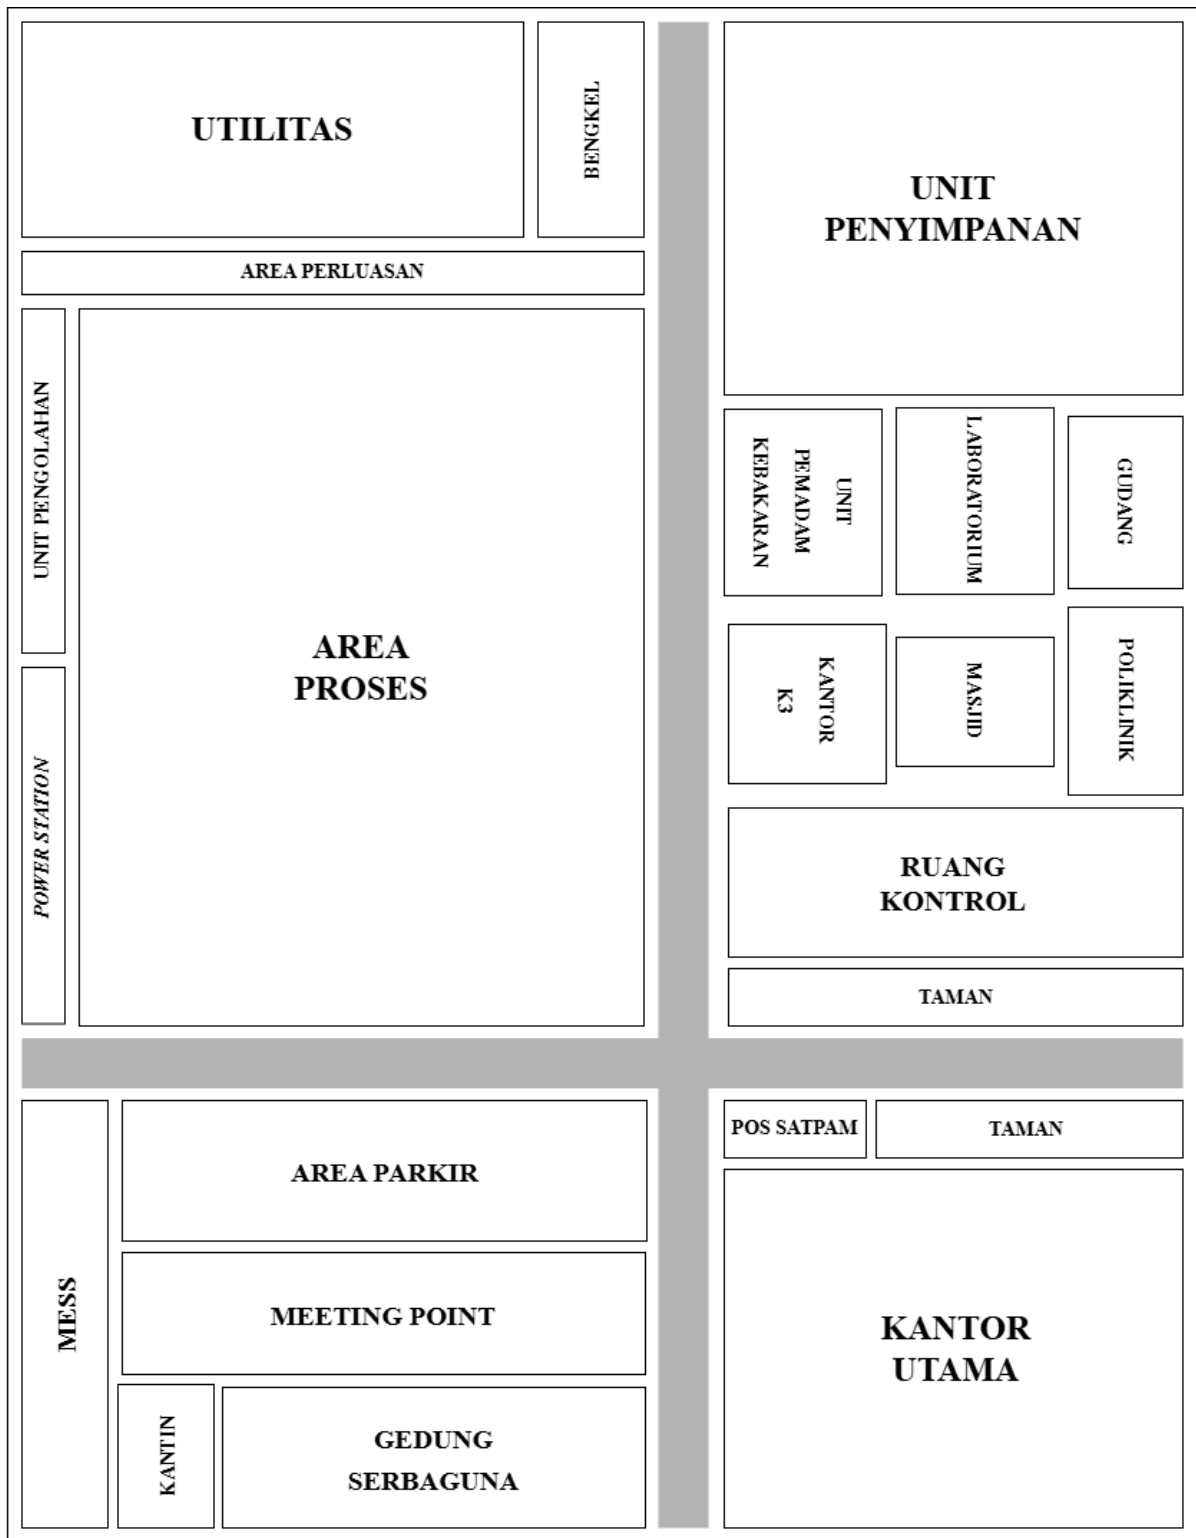 UTILITAS
BENGKEL
UNIT
PENYIMPANAN
AREA PERLUASAN
UNIT PENGOLAHAN
AREA
PROSES
POWER STATION
UNIT
PEMADAM
KEBAKARAN
LABORATORIUM
GUDANG
KANTOR
K3
MASJID
POLIKLINIK
RUANG
KONTROL
TAMAN
MESS
AREA PARKIR
MEETING POINT
KANTIN
GEDUNG
SERBAGUNA
POS SATPAM
TAMAN
KANTOR
UTAMA